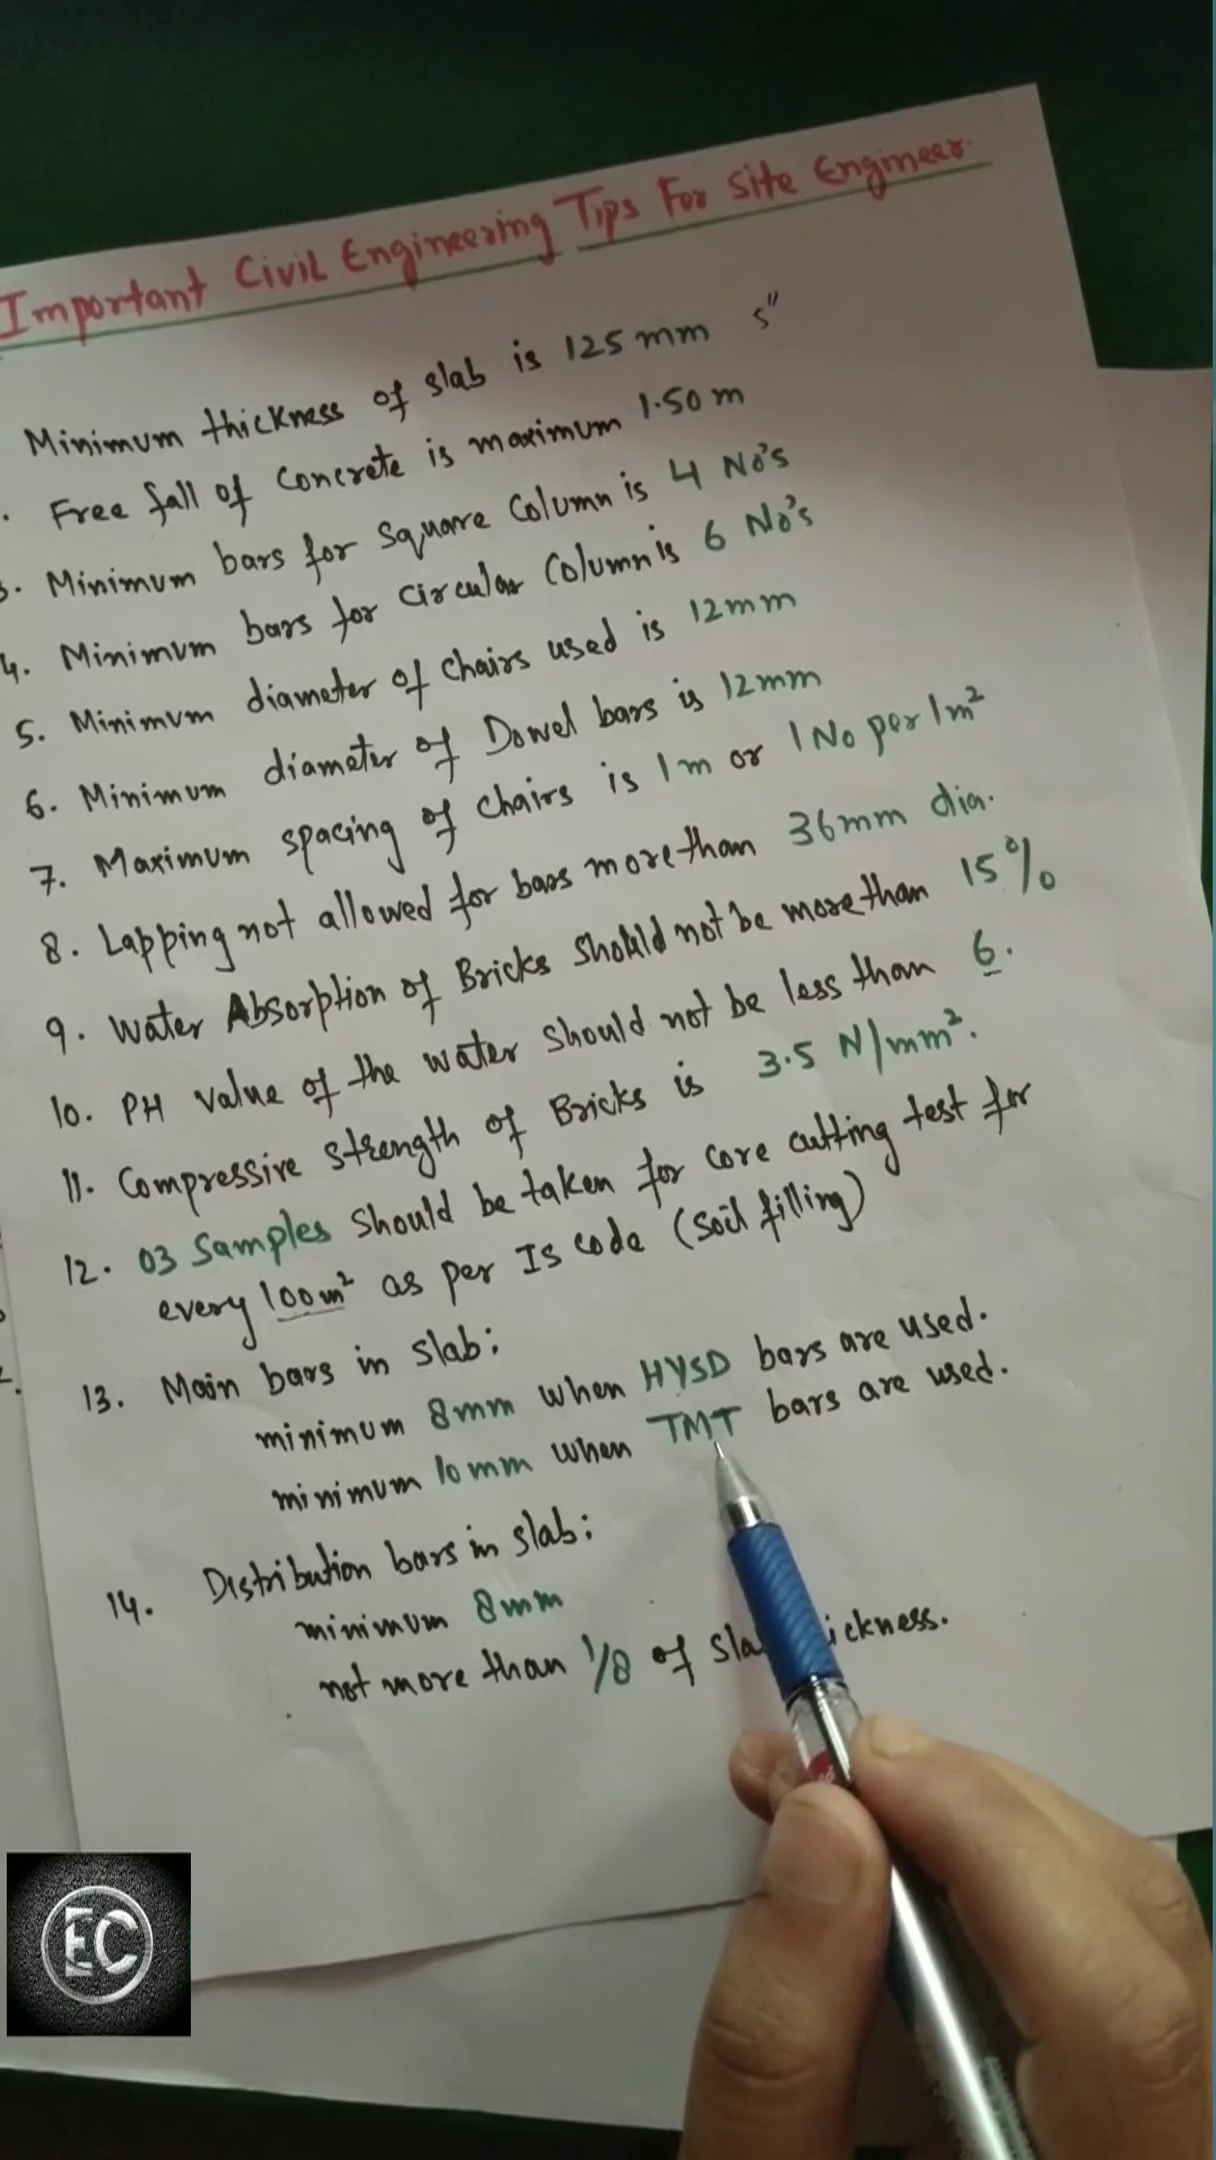 Important Civil Engineering Tips For Site Engineer.
Minimum thickness of slab is 125 mm 5"
. Free fall of Concrete is maximum 1.50 m
3. Minimum bars for Square Column is 4 No's
4. Minimum bars for Circular Column is 6 No's
5. Minimum diameter of Chairs used is 12mm
6. Minimum diameter of Dowel bars is 12mm
7. Maximum spacing of Chairs is 1m or 1 No per 1m²
8. Lapping not allowed for bars more than 36mm dia.
9. Water Absorption of Bricks should not be more than 15%
10. PH value of the water should not be less than 6.
11. Compressive strength of Bricks is 3.5 N/mm².
12. 03 Samples should be taken for core cutting test for
every 100m² as per Is code (soil filling)
13. Main bars in slab:
minimum 8mm when HYSD bars are used.
minimum 10mm when TMT bars are used.
14. Distribution bars in slab:
minimum 8mm
not more than 1/8 of sla ickness.
EC